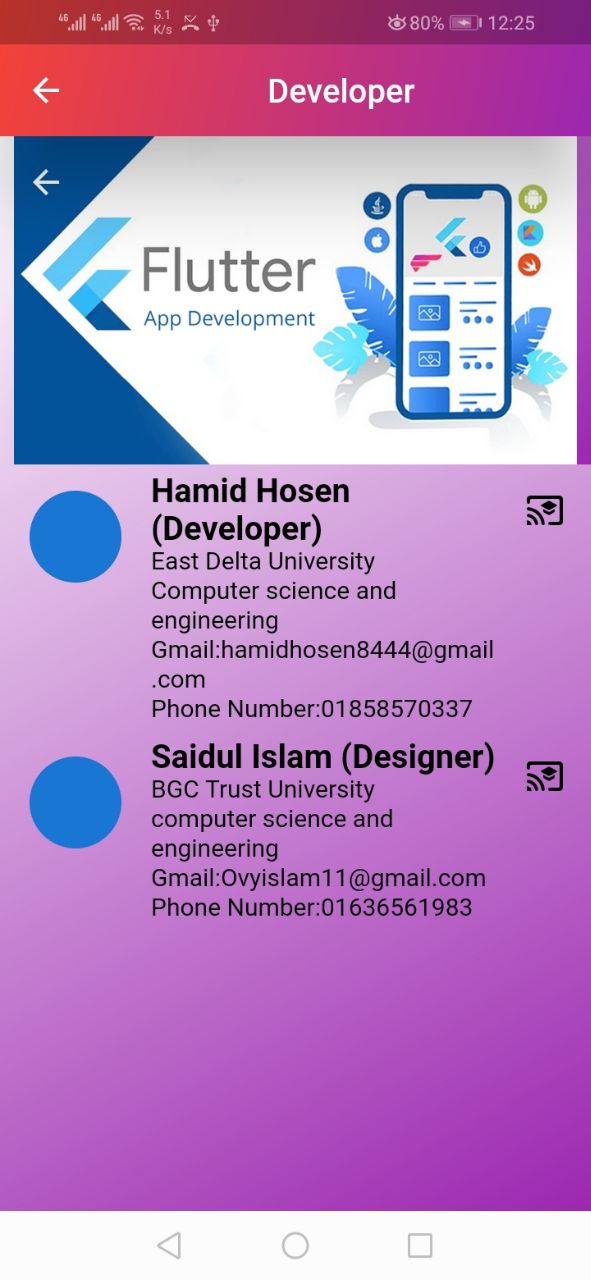 4G 4G 5.1 K/s 80% 12:25
Developer
Flutter
App Development
Hamid Hosen
(Developer)
East Delta University
Computer science and
engineering
Gmail:hamidhosen8444@gmail
.com
Phone Number:01858570337
Saidul Islam (Designer)
BGC Trust University
computer science and
engineering
Gmail:Ovyislam11@gmail.com
Phone Number:01636561983